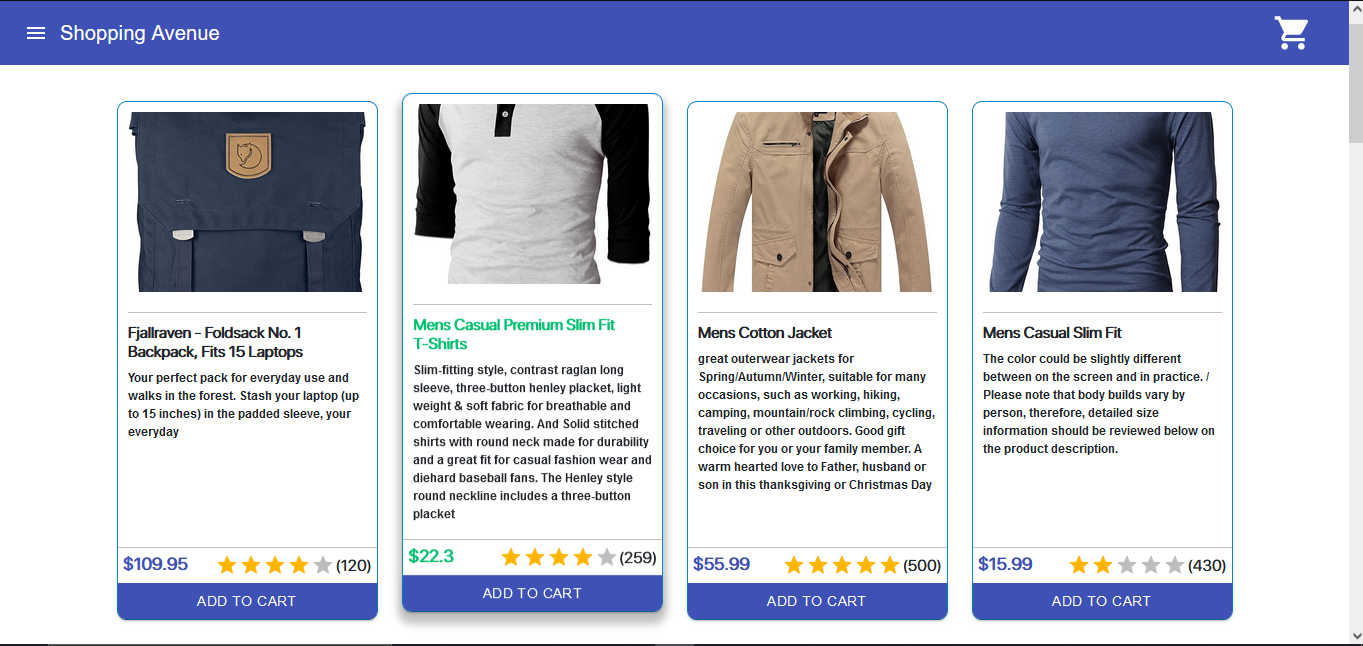 Shopping Avenue
Fjallraven - Foldsack No. 1
Backpack, Fits 15 Laptops
Your perfect pack for everyday use and
walks in the forest. Stash your laptop (up
to 15 inches) in the padded sleeve, your
everyday
$109.95 (120)
ADD TO CART
Mens Casual Premium Slim Fit
T-Shirts
Slim-fitting style, contrast raglan long
sleeve, three-button henley placket, light
weight & soft fabric for breathable and
comfortable wearing. And Solid stitched
shirts with round neck made for durability
and a great fit for casual fashion wear and
diehard baseball fans. The Henley style
round neckline includes a three-button
placket
$22.3 (259)
ADD TO CART
Mens Cotton Jacket
great outerwear jackets for
Spring/Autumn/Winter, suitable for many
occasions, such as working, hiking,
camping, mountain/rock climbing, cycling,
traveling or other outdoors. Good gift
choice for you or your family member. A
warm hearted love to Father, husband or
son in this thanksgiving or Christmas Day
$55.99 (500)
ADD TO CART
Mens Casual Slim Fit
The color could be slightly different
between on the screen and in practice. /
Please note that body builds vary by
person, therefore, detailed size
information should be reviewed below on
the product description.
$15.99 (430)
ADD TO CART